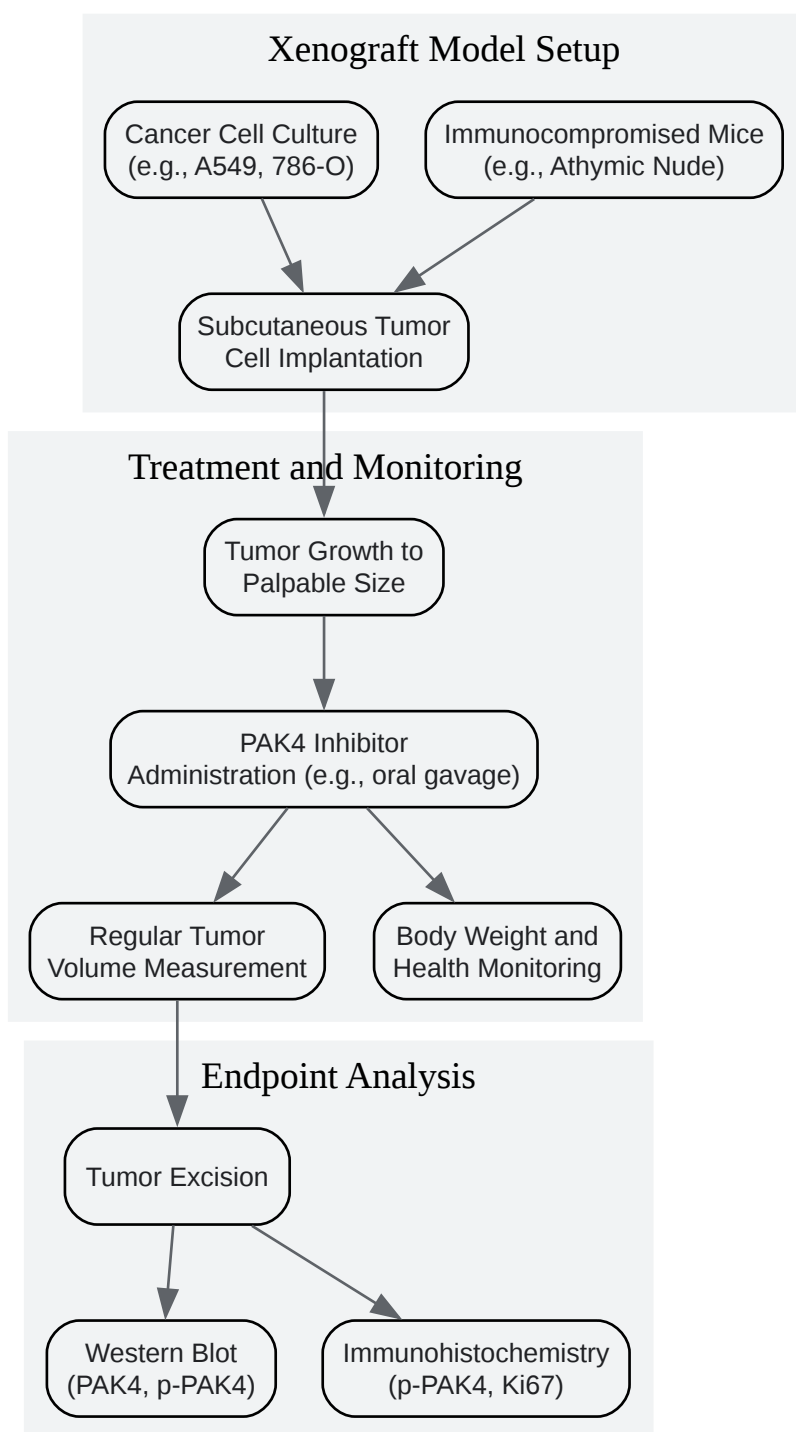 Xenograft Model Setup
Cancer Cell Culture
(e.g., A549, 786-O)
Immunocompromised Mice
(e.g., Athymic Nude)
Subcutaneous Tumor
Cell Implantation
Treatment and Monitoring
Tumor Growth to
Palpable Size
PAK4 Inhibitor
Administration (e.g., oral gavage)
Regular Tumor
Volume Measurement
Body Weight and
Health Monitoring
Endpoint Analysis
Tumor Excision
Western Blot
(PAK4, p-PAK4)
Immunohistochemistry
(p-PAK4, Ki67)